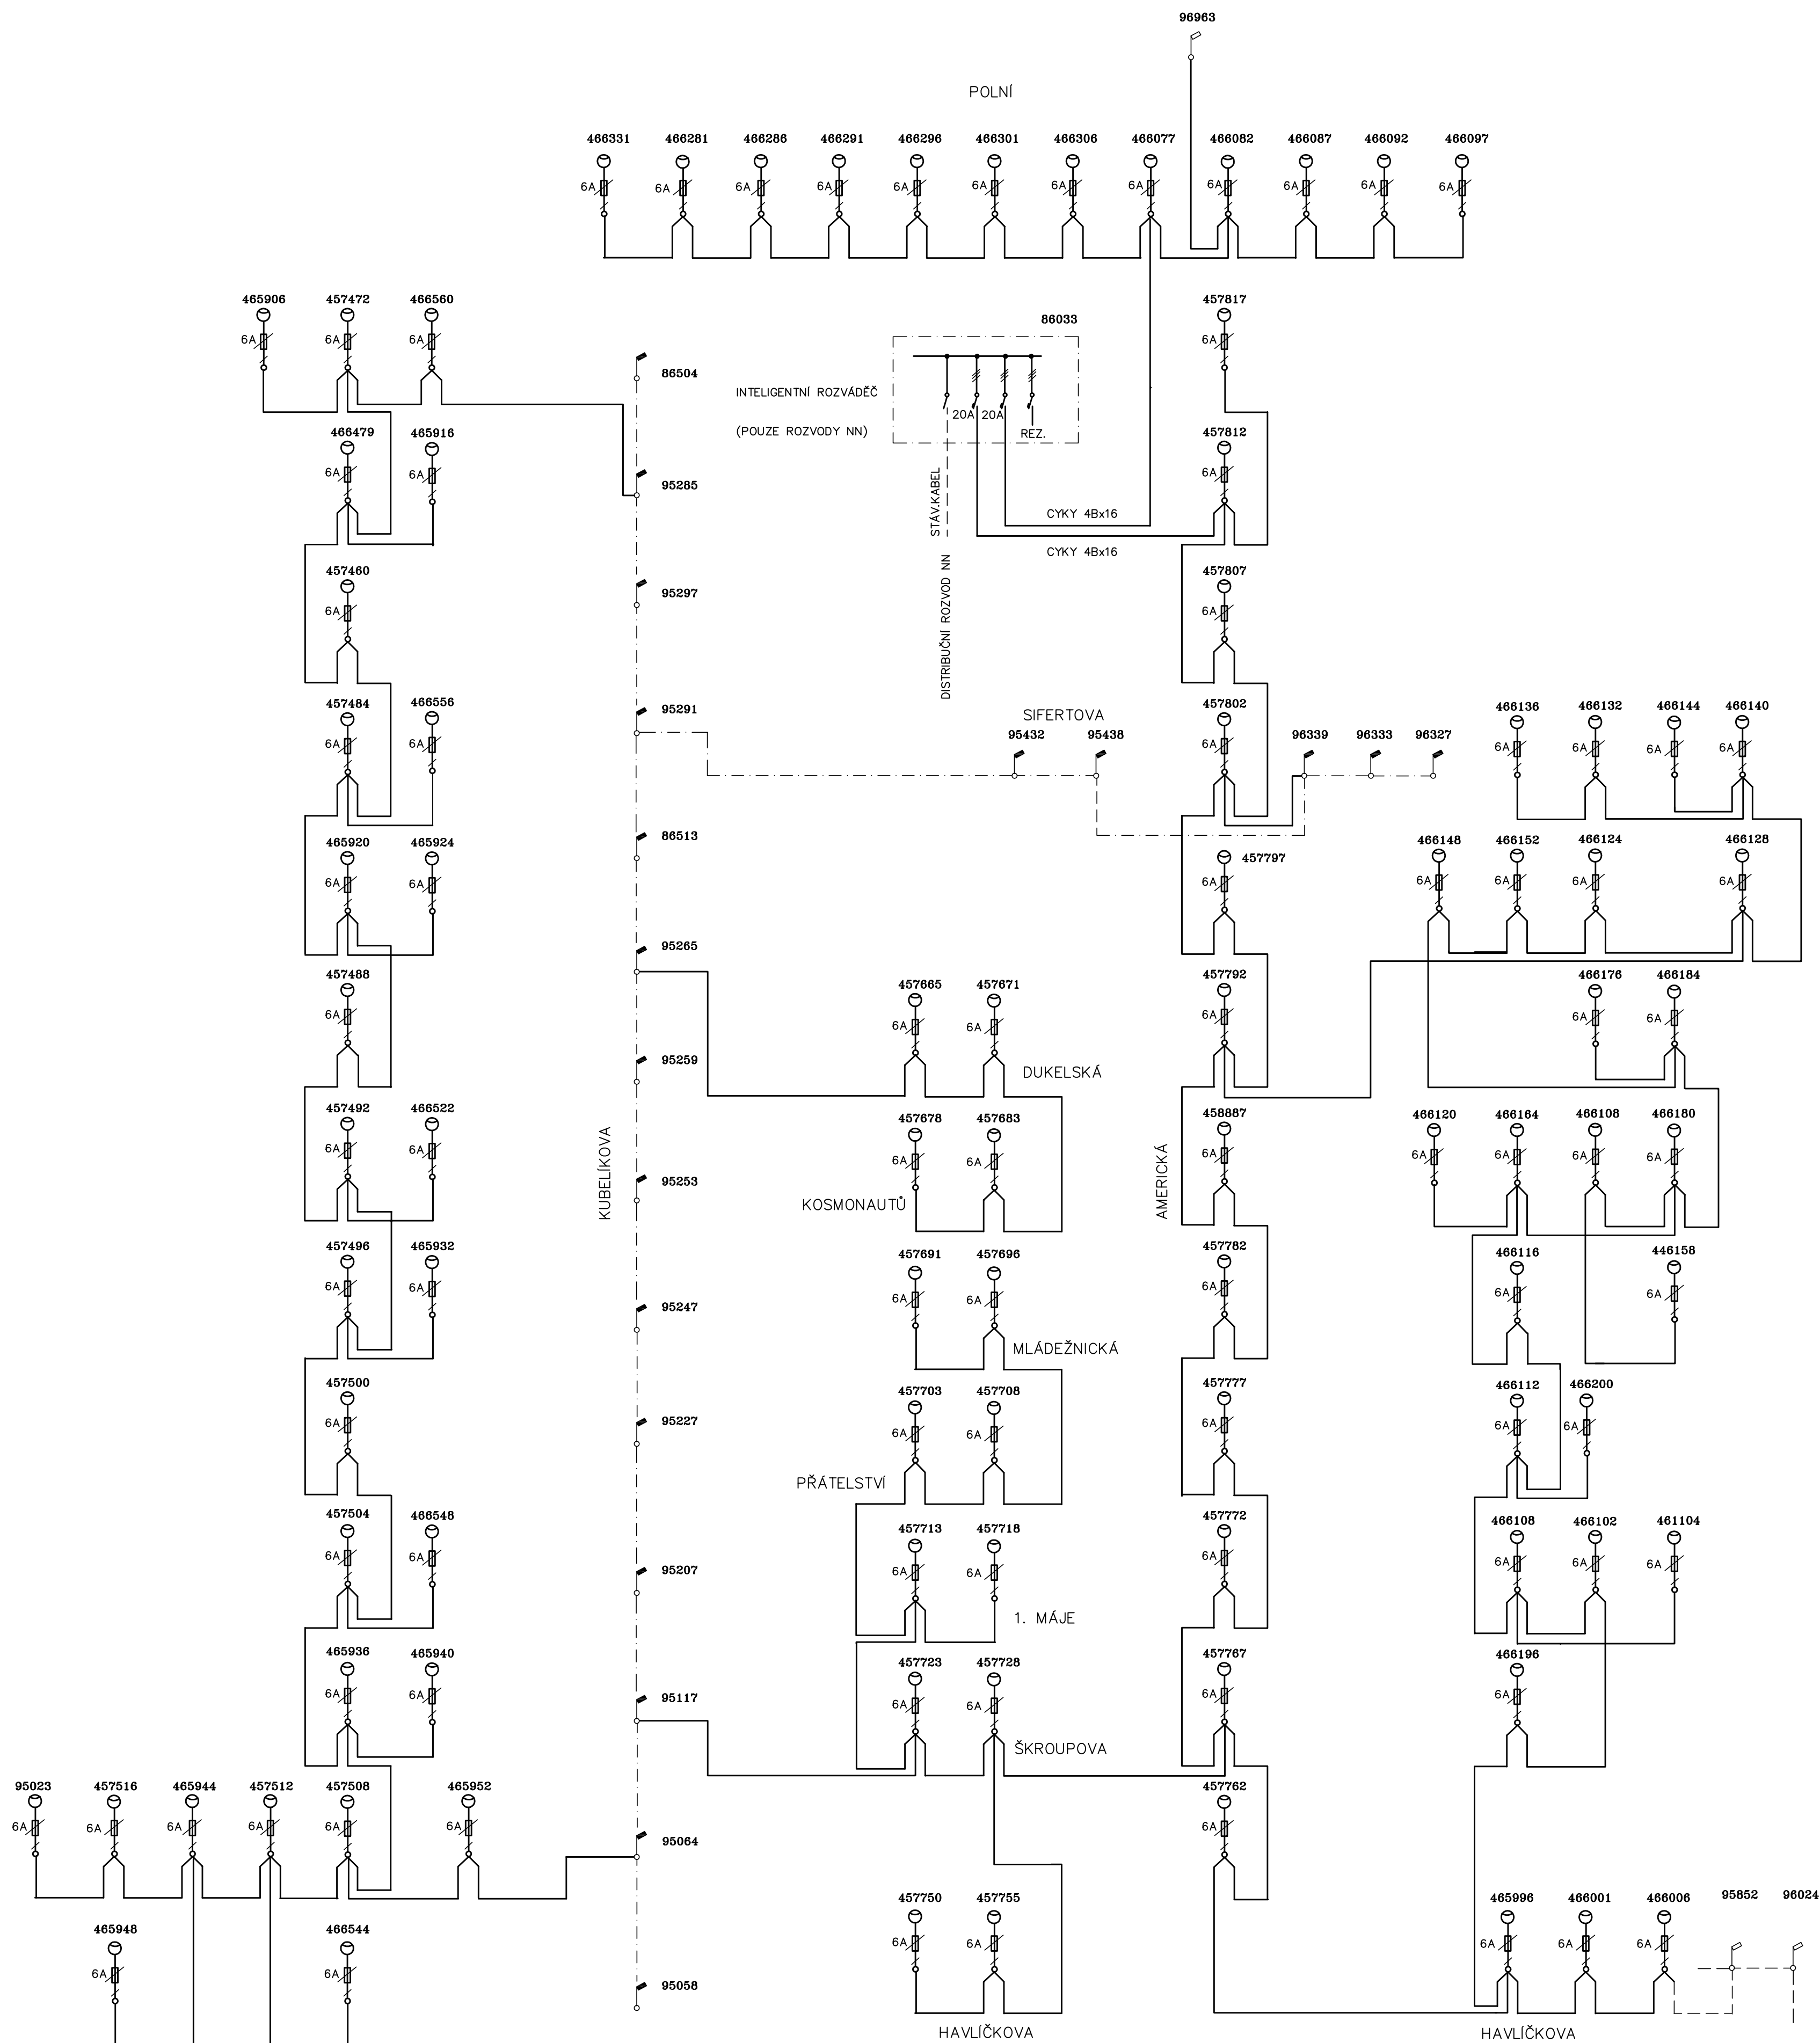 96963
POLNÍ
466331 466281 466286 466291 466296 466301 466306 466077 466082 466087 466092 466097
6A 6A 6A 6A 6A 6A 6A 6A 6A 6A 6A 6A
465906 457472 466560 457817
86033
6A 6A 6A 6A
86504
INTELIGENTNÍ ROZVÁDĚČ
20A 20A
(POUZE ROZVODY NN)
REZ.
466479 465916 457812
6A 6A 6A
95285
STÁV.KABEL
CYKY 4Bx16
CYKY 4Bx16
DISTRIBUČNÍ ROZVOD NN
457460 457807
95297
6A 6A
457484 466556 95291 457802 466136 466132 466144 466140
SIFERTOVA
95432 95438 96339 96333 96327
6A 6A 6A 6A 6A 6A 6A
86513
465920 465924 457797 466148 466152 466124 466128
6A 6A 6A 6A 6A 6A 6A
95265
457488 457665 457671 457792 466176 466184
6A 6A 6A 6A 6A 6A
95259
DUKELSKÁ
457492 466522 457678 457683 458887 466120 466164 466108 466180
6A 6A 6A 6A 6A 6A 6A 6A 6A
KUBELÍKOVA
95253
AMERICKÁ
KOSMONAUTŮ
457496 465932 457691 457696 457782 466116 446158
6A 6A 6A 6A 6A 6A 6A
95247
MLÁDEŽNICKÁ
457500 457703 457708 457777 466112 466200
95227
6A 6A 6A 6A 6A 6A
PŘÁTELSTVÍ
457504 466548 457713 457718 457772 466108 466102 461104
6A 6A 6A 6A 6A 6A 6A 6A
95207
1. MÁJE
465936 465940 457723 457728 457767 466196
6A 6A 6A 6A 6A 6A
95117
ŠKROUPOVA
95023 457516 465944 457512 457508 465952 457762
6A 6A 6A 6A 6A 6A 6A
95064
457750 457755 465996 466001 466006 95852 96024
465948 466544
6A 6A 6A 6A 6A 6A 6A
95058
HAVLÍČKOVA HAVLÍČKOVA